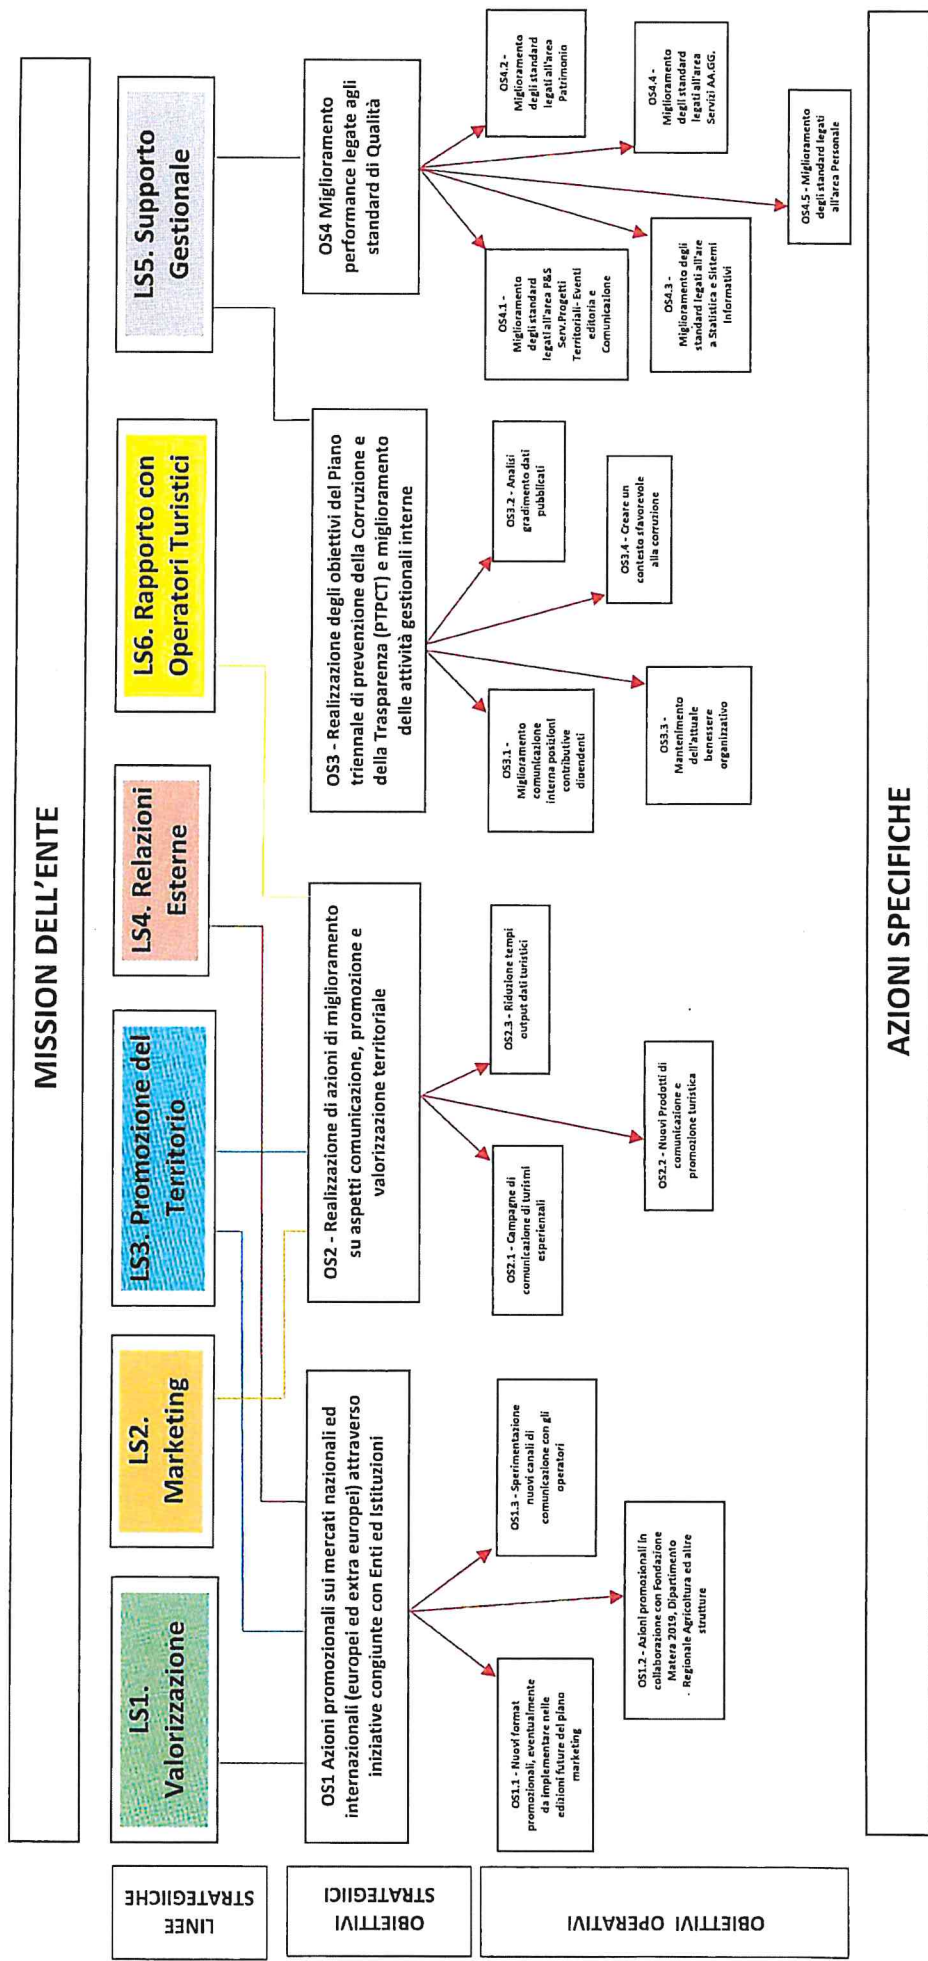 MISSION DELL'ENTE
LINEE
STRATEGIICHE
LS1.
Valorizzazione
LS2.
Marketing
LS3. Promozione del
Territorio
LS4. Relazioni
Esterne
LS6. Rapporto con
Operatori Turistici
LS5. Supporto
Gestionale
OBIETTIVI
STRATEGIICI
OS1 Azioni promozionali sui mercati nazionali ed
internazionali (europei ed extra europei) attraverso
iniziative congiunte con Enti ed Istituzioni
OS2 - Realizzazione di azioni di miglioramento
su aspetti comunicazione, promozione e
valorizzazione territoriale
OS3 - Realizzazione degli obiettivi del Piano
triennale di prevenzione della Corruzione e
della Trasparenza (PTPCT) e miglioramento
delle attività gestionali interne
OS4 Miglioramento
performance legate agli
standard di Qualità
OBIETTIVI OPERATIVI
OS1.1 - Nuovi format
promozionali, eventualmente
da implementare nelle
edizioni future del piano
marketing
OS1.3 - Sperimentazione
nuovi canali di
comunicazione con gli
operatori
OS1.2 - Azioni promozionali in
collaborazione con Fondazione
Matera 2019, Dipartimento
Regionale Agricoltura ed altre
strutture
OS2.1 - Campagne di
comunicazione di turismi
esperienzali
OS2.3 - Riduzione tempi
output dati turistici
OS2.2 - Nuovi Prodotti di
comunicazione e
promozione turistica
OS3.1 -
Miglioramento
comunicazione
interna posizioni
contributive
dipendenti
OS3.2 - Analisi
gradimento dati
pubblicati
OS3.3 -
Mantenimento
dell'attuale
benessere
organizzativo
OS3.4 - Creare un
contesto sfavorevole
alla corruzione
OS4.1 -
Miglioramento
degli standard
legati all'area P&S
Serv.Progetti
Territoriali- Eventi
editoria e
Comunicazione
OS4.2 -
Miglioramento
degli standard
legati all'area
Patrimonio
OS4.3 -
Miglioramento degli
standard legati all'are
a Statistica e Sistemi
Informativi
OS4.4 -
Miglioramento
degli standard
legati all'area
Servizi AA.GG.
OS4.5 - Miglioramento
degli standard legati
all'area Personale
AZIONI SPECIFICHE